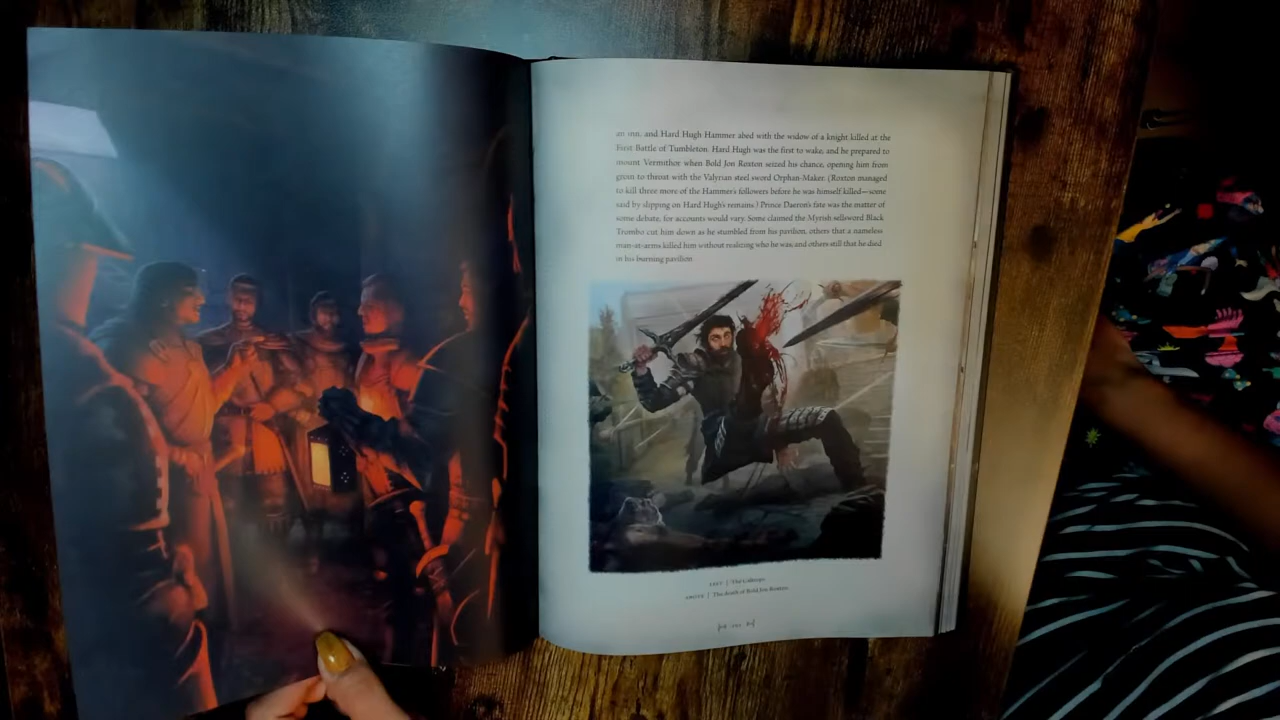 an inn, and Hard Hugh Hammer abed with the widow of a knight killed at the
First Battle of Tumbleton. Hard Hugh was the first to wake, and he prepared to
mount Vermithor when Bold Jon Roxton seized his chance, opening him from
groin to throat with the Valyrian steel sword Orphan-Maker. (Roxton managed
to kill three more of the Hammer's followers before he was himself killed—some
said by slipping on Hard Hugh's remains.) Prince Daeron's fate was the matter of
some debate, for accounts would vary. Some claimed the Myrish sellsword Black
Trombo cut him down as he stumbled from his pavilion, others that a nameless
man-at-arms killed him without realizing who he was, and others still that he died
in his burning pavilion.
LEFT | The Caltrops
ABOVE | The death of Bold Jon Roxton